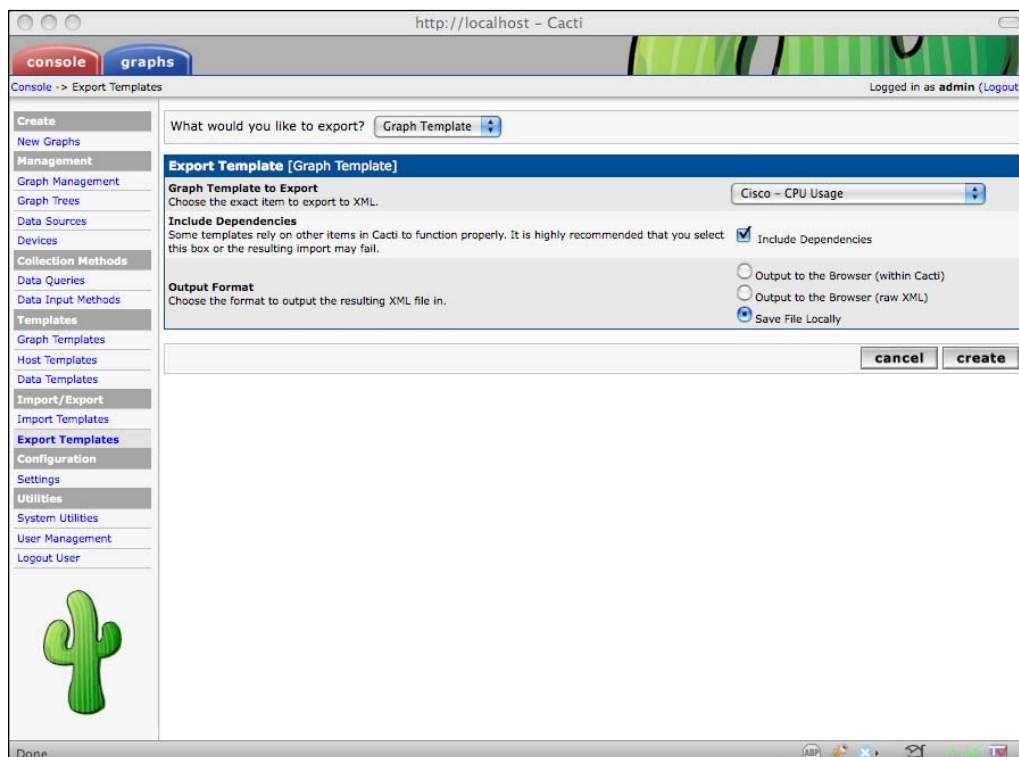 http://localhost – Cacti
console graphs
Console -> Export Templates
Logged in as admin (Logout
Create
New Graphs
Management
Graph Management
Graph Trees
Data Sources
Devices
Collection Methods
Data Queries
Data Input Methods
Templates
Graph Templates
Host Templates
Data Templates
Import/Export
Import Templates
Export Templates
Configuration
Settings
Utilities
System Utilities
User Management
Logout User
What would you like to export? Graph Template
Export Template [Graph Template]
Graph Template to Export
Choose the exact item to export to XML.
Cisco – CPU Usage
Include Dependencies
Some templates rely on other items in Cacti to function properly. It is highly recommended that you select
this box or the resulting import may fail.
Include Dependencies
Output Format
Choose the format to output the resulting XML file in.
Output to the Browser (within Cacti)
Output to the Browser (raw XML)
Save File Locally
cancel create
Done
ABP